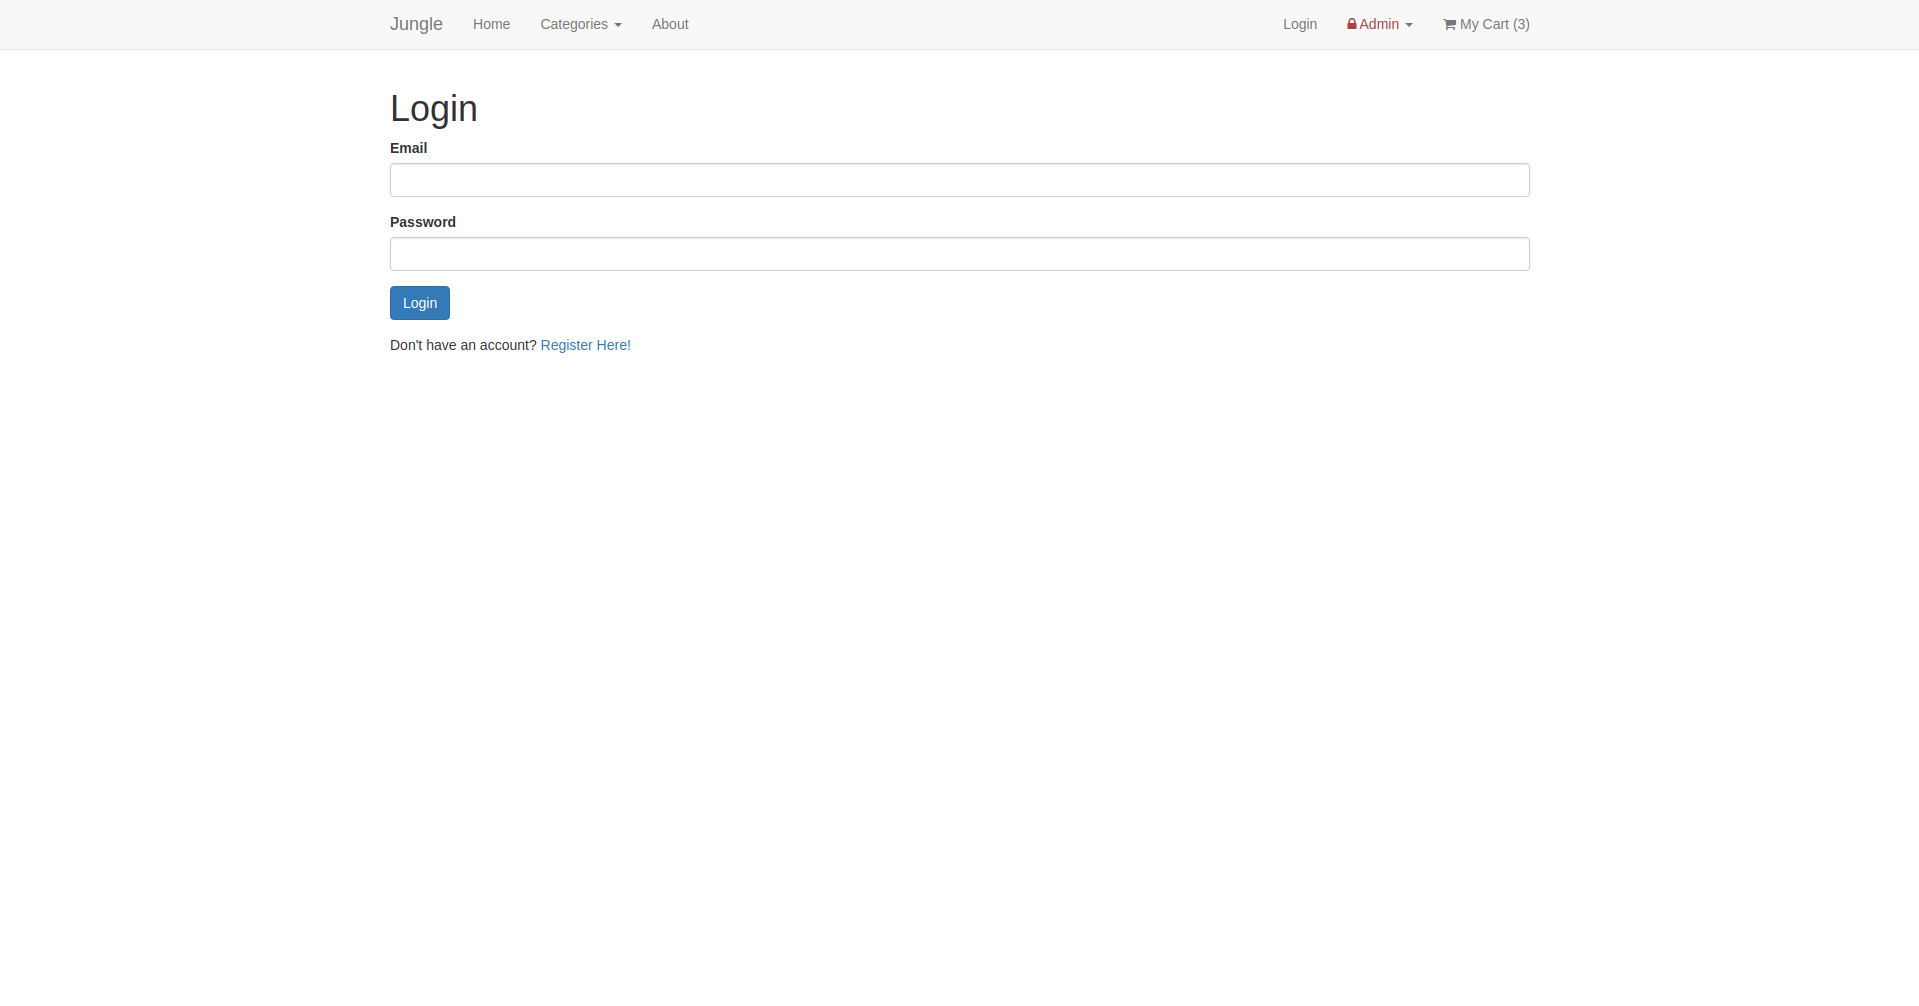 Jungle Home Categories About Login Admin My Cart (3)
Login
Email
Password
Login
Don't have an account? Register Here!